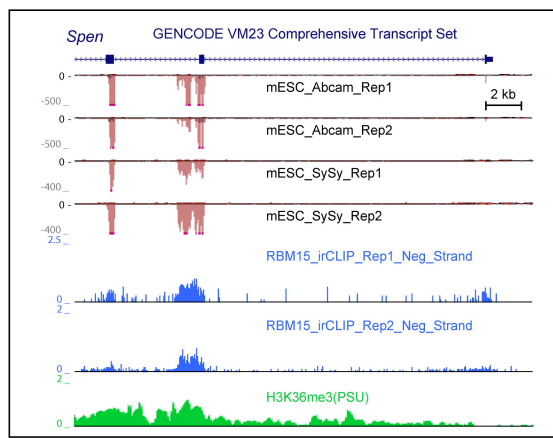 Spen GENCODE VM23 Comprehensive Transcript Set
0 -
mESC_Abcam_Rep1
-500 _
2 kb
0 -
mESC_Abcam_Rep2
-500 _
0 -
mESC_SySy_Rep1
-400 _
0 -
mESC_SySy_Rep2
-400 _
2.5 _
RBM15_irCLIP_Rep1_Neg_Strand
0 _
2 _
RBM15_irCLIP_Rep2_Neg_Strand
0 _
2 _
H3K36me3(PSU)
0 _